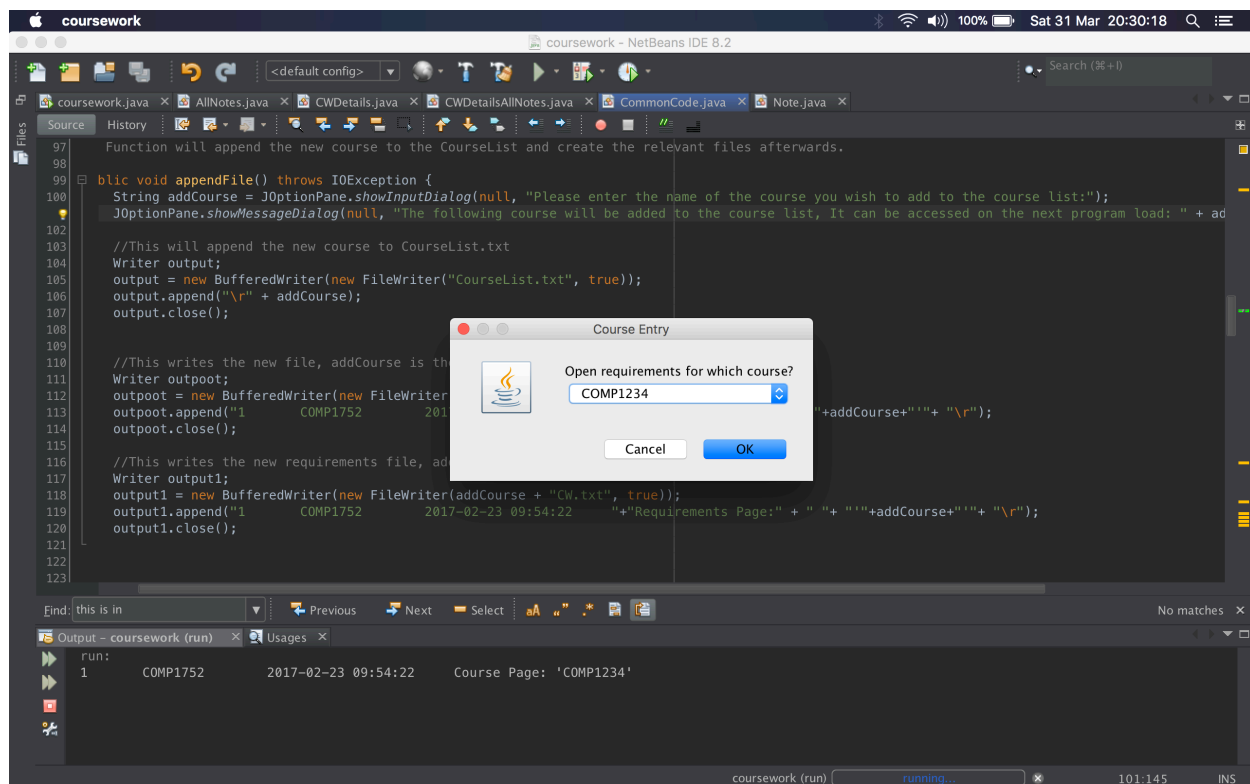 coursework
100%
Sat 31 Mar 20:30:18
coursework - NetBeans IDE 8.2
<default config>
Search (⌘+I)
coursework.java
AllNotes.java
CWDetails.java
CWDetailsAllNotes.java
CommonCode.java
Note.java
Files
Source History
97 Function will append the new course to the CourseList and create the relevant files afterwards.
98
99 blic void appendFile() throws IOException {
100 String addCourse = JOptionPane.showInputDialog(null, "Please enter the name of the course you wish to add to the course list:");
JOptionPane.showMessageDialog(null, "The following course will be added to the course list, It can be accessed on the next program load: " + ad
102
103 //This will append the new course to CourseList.txt
104 Writer output;
105 output = new BufferedWriter(new FileWriter("CourseList.txt", true));
106 output.append("\r" + addCourse);
107 output.close();
108
109
110 //This writes the new file, addCourse is th
111 Writer outpoot;
112 outpoot = new BufferedWriter(new FileWriter
113 outpoot.append("1 COMP1752 201 "+addCourse+"'"+ "\r");
114 outpoot.close();
115
116 //This writes the new requirements file, ad
117 Writer output1;
118 output1 = new BufferedWriter(new FileWriter(addCourse + "CW.txt", true));
119 output1.append("1 COMP1752 2017-02-23 09:54:22 "+"Requirements Page:" + " "+ "'"+addCourse+"'"+ "\r");
120 output1.close();
121
122
123
Course Entry
Open requirements for which course?
COMP1234
Cancel
OK
Find: this is in
Previous
Next
Select
No matches
Output - coursework (run)
Usages
run:
1 COMP1752 2017-02-23 09:54:22 Course Page: 'COMP1234'
coursework (run)
running...
101:145
INS